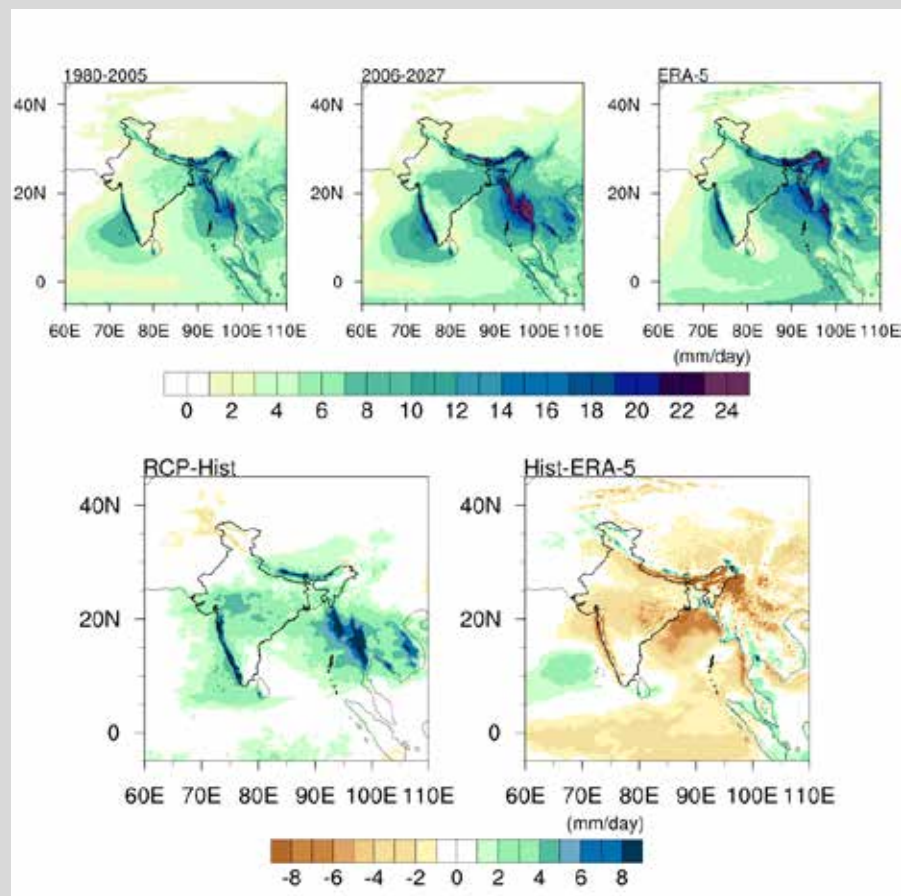 1980-2005 2006-2027 ERA-5
40N 40N 40N
20N 20N 20N
0 0 0
60E 70E 80E 90E 100E 110E 60E 70E 80E 90E 100E 110E 60E 70E 80E 90E 100E 110E
(mm/day)
0 2 4 6 8 10 12 14 16 18 20 22 24
RCP-Hist Hist-ERA-5
40N 40N
20N 20N
0 0
60E 70E 80E 90E 100E 110E 60E 70E 80E 90E 100E 110E
(mm/day)
-8 -6 -4 -2 0 2 4 6 8